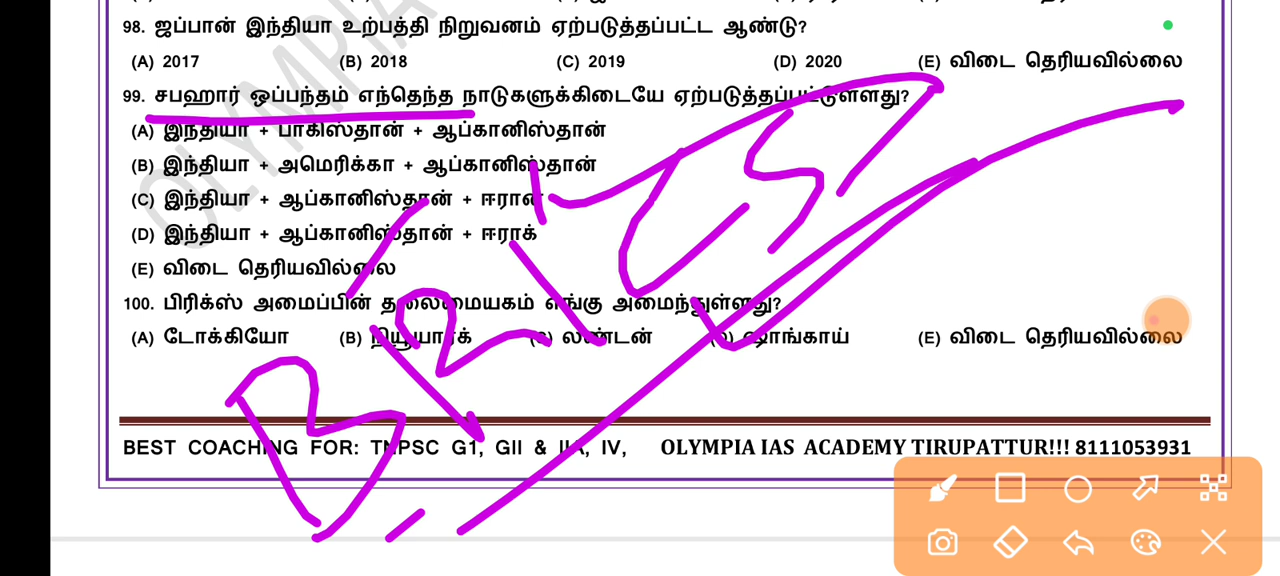 98. ஜப்பான் இந்தியா உற்பத்தி நிறுவனம் ஏற்படுத்தப்பட்ட ஆண்டு?
(A) 2017 (B) 2018 (C) 2019 (D) 2020 (E) விடை தெரியவில்லை
99. சபஹார் ஒப்பந்தம் எந்தெந்த நாடுகளுக்கிடையே ஏற்படுத்தப்பட்டுள்ளது?
(A) இந்தியா + பாகிஸ்தான் + ஆப்கானிஸ்தான்
(B) இந்தியா + அமெரிக்கா + ஆப்கானிஸ்தான்
(C) இந்தியா + ஆப்கானிஸ்தான் + ஈரான்
(D) இந்தியா + ஆப்கானிஸ்தான் + ஈராக்
(E) விடை தெரியவில்லை
100. பிரிக்ஸ் அமைப்பின் தலைமையகம் எங்கு அமைந்துள்ளது?
(A) டோக்கியோ (B) நியூயார்க் (C) லண்டன் (D) ஷாங்காய் (E) விடை தெரியவில்லை
BEST COACHING FOR: TNPSC G1, GII & IIA, IV, OLYMPIA IAS ACADEMY TIRUPATTUR!!! 8111053931
OLYMPIA